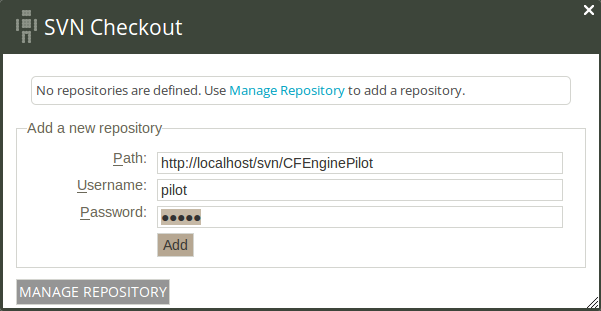 SVN Checkout
No repositories are defined. Use Manage Repository to add a repository.
Add a new repository
Path: http://localhost/svn/CFEnginePilot
Username: pilot
Password: ●●●●●
Add
MANAGE REPOSITORY